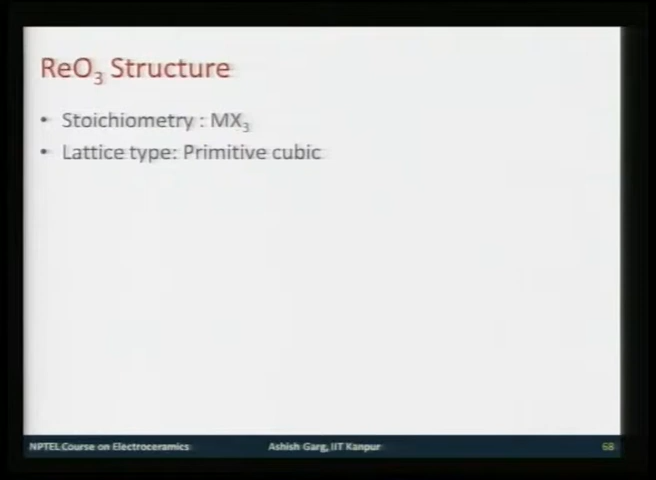 ReO₃ Structure
• Stoichiometry : MX₃
• Lattice type: Primitive cubic
NPTEL Course on Electroceramics Ashish Garg, IIT Kanpur 68